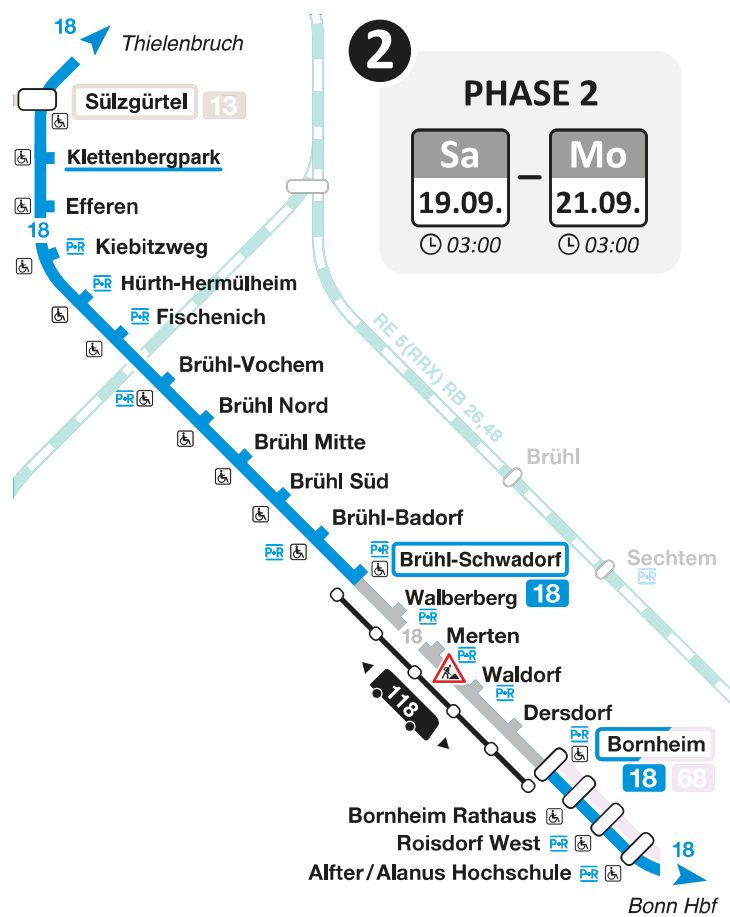 18
Thielenbruch
2
PHASE 2
Sa
19.09.
03:00
–
Mo
21.09.
03:00
Sülzgürtel 13
Klettenbergpark
Efferen
18
P+R Kiebitzweg
P+R Hürth-Hermülheim
P+R Fischenich
RE 5(RRX) RB 26,48
Brühl-Vochem
P+R
Brühl Nord
Brühl Mitte
Brühl
Brühl Süd
Brühl-Badorf
P+R
P+R
Brühl-Schwadorf
18
Sechtem
P+R
Walberberg
P+R
18
Merten
P+R
Waldorf
P+R
118
Dersdorf
P+R
Bornheim
18 68
Bornheim Rathaus
Roisdorf West P+R
Alfter/Alanus Hochschule P+R
18
Bonn Hbf